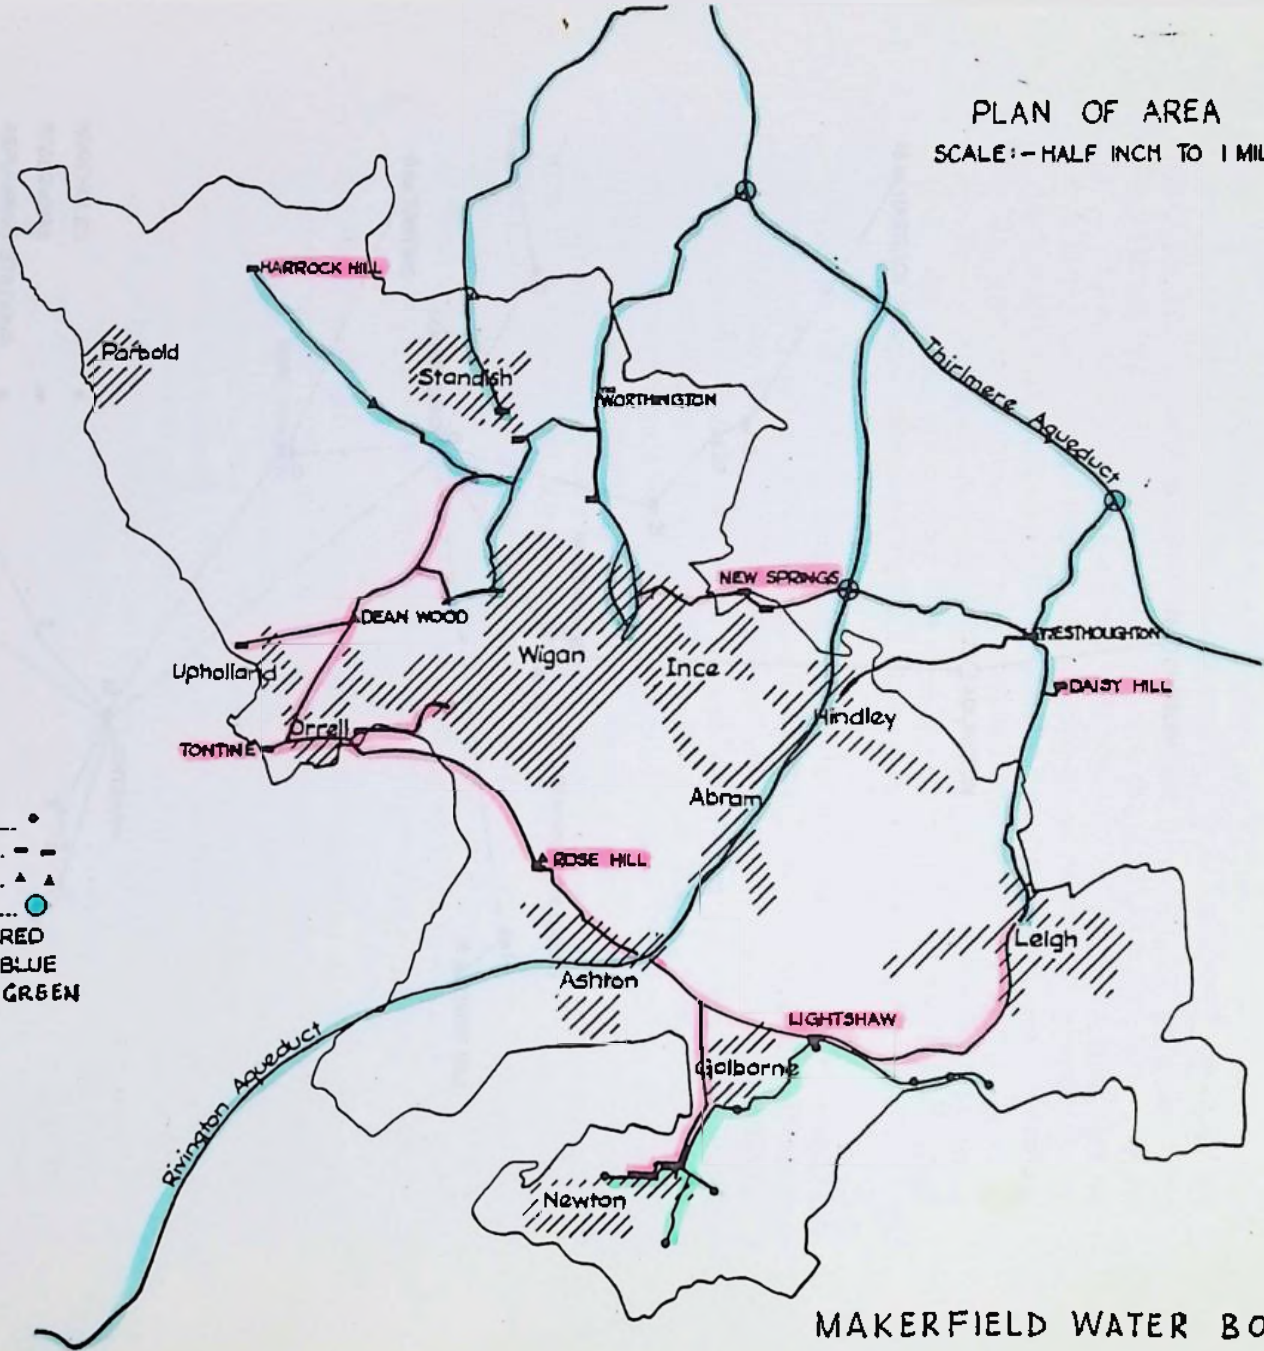 PLAN OF AREA
SCALE:- HALF INCH TO 1 MIL
HARROCK HILL
Parbold
Standish
WORTHINGTON
Thirlmere Aqueduct
NEW SPRINGS
DEAN WOOD
WESTHOUGHTON
Wigan
Ince
Upholland
DAISY HILL
Hindley
Orrell
TONTINE
Abram
ROSE HILL
RED
BLUE
GREEN
Leigh
Ashton
LIGHTSHAW
Rivington Aqueduct
Golborne
Newton
MAKERFIELD WATER BO